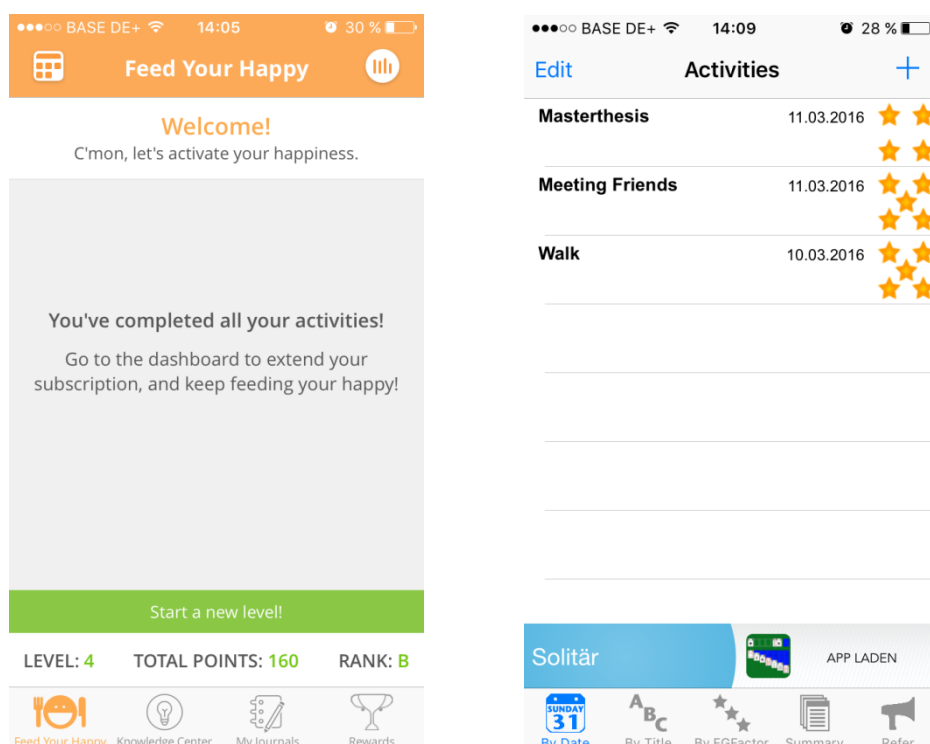 ●●●○○ BASE DE+ 14:05 30 %
Feed Your Happy
Welcome!
C'mon, let's activate your happiness.
You've completed all your activities!
Go to the dashboard to extend your
subscription, and keep feeding your happy!
Start a new level!
LEVEL: 4 TOTAL POINTS: 160 RANK: B
Feed Your Happy Knowledge Center My Journals Rewards
●●●○○ BASE DE+ 14:09 28 %
Edit Activities +
Masterthesis 11.03.2016
Meeting Friends 11.03.2016
Walk 10.03.2016
Solitär APP LADEN
SUNDAY
31
ABC
By Date By Title By EGFactor Summary Refer